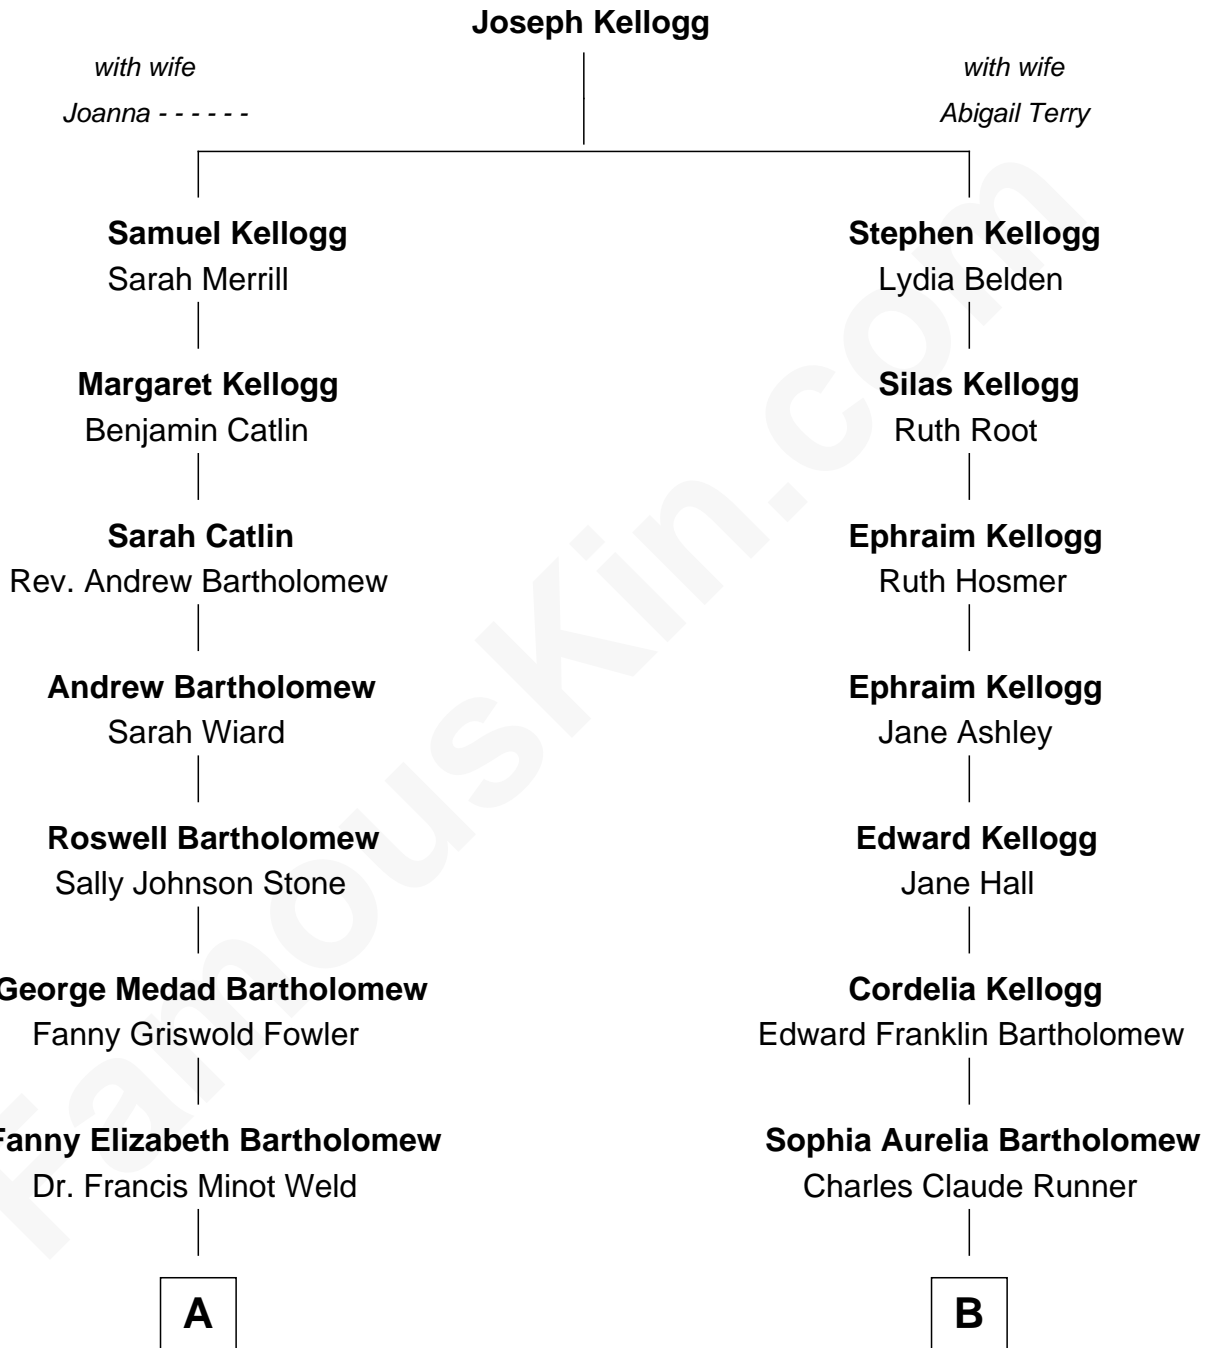 Joseph Kellogg
with wife
Joanna - - - - - -
with wife
Abigail Terry
Samuel Kellogg
Sarah Merrill
Stephen Kellogg
Lydia Belden
Margaret Kellogg
Benjamin Catlin
Silas Kellogg
Ruth Root
Sarah Catlin
Rev. Andrew Bartholomew
Ephraim Kellogg
Ruth Hosmer
Andrew Bartholomew
Sarah Wiard
Ephraim Kellogg
Jane Ashley
Roswell Bartholomew
Sally Johnson Stone
Edward Kellogg
Jane Hall
George Medad Bartholomew
Fanny Griswold Fowler
Cordelia Kellogg
Edward Franklin Bartholomew
Fanny Elizabeth Bartholomew
Dr. Francis Minot Weld
Sophia Aurelia Bartholomew
Charles Claude Runner
A
B
FamousKin.com